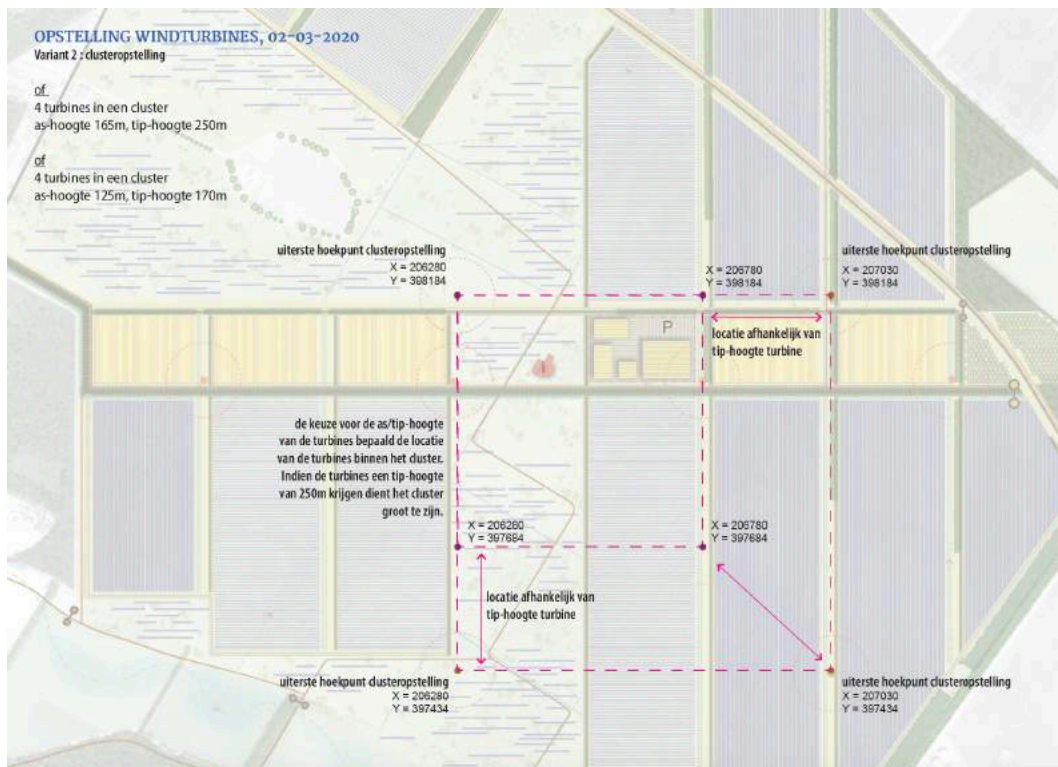 OPSTELLING WINDTURBINES, 02-03-2020
Variant 2 : clusteropstelling
of
4 turbines in een cluster
as-hoogte 165m, tip-hoogte 250m
of
4 turbines in een cluster
as-hoogte 125m, tip-hoogte 170m
uiterste hoekpunt clusteropstelling
X = 206280
Y = 398184
X = 206780
Y = 398184
uiterste hoekpunt clusteropstelling
X = 207030
Y = 398184
P
locatie afhankelijk van
tip-hoogte turbine
de keuze voor de as/tip-hoogte
van de turbines bepaald de locatie
van de turbines binnen het cluster.
Indien de turbines een tip-hoogte
van 250m krijgen dient het cluster
groot te zijn.
X = 206280
Y = 397684
X = 206780
Y = 397684
locatie afhankelijk van
tip-hoogte turbine
uiterste hoekpunt clusteropstelling
X = 206280
Y = 397434
uiterste hoekpunt clusteropstelling
X = 207030
Y = 397434